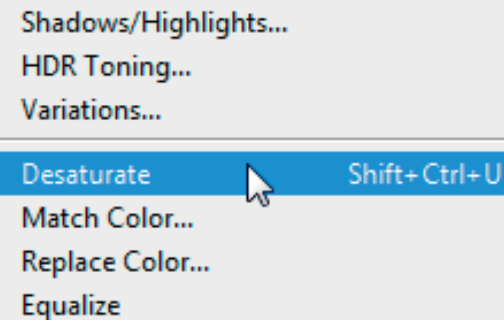 Shadows/Highlights...
HDR Toning...
Variations...
Desaturate Shift+Ctrl+U
Match Color...
Replace Color...
Equalize